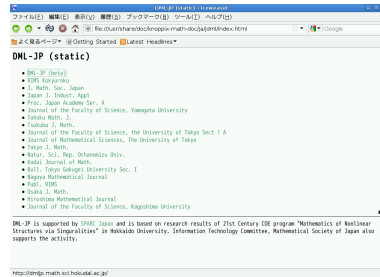 DML-JP (static) - Iceweasel
ファイル(F) 編集(E) 表示(V) 履歴(S) ブックマーク(B) ツール(T) ヘルプ(H)
file:///usr/share/doc/knoppix-math-doc/ja/jdml/index.html Google
よく見るページ Getting Started Latest Headlines
DML-JP (static)
DML-JP (beta)
RIMS Kokyuroku
J. Math. Soc. Japan
Japan J. Indust. Appl
Proc. Japan Academy Ser. A
Journal of the Faculty of Science, Yamagata University
Tohoku Math. J.
Tsukuba J. Math.
Journal of the Faculty of Science, the University of Tokyo Sect 1 A
Journal of Mathematical Sciences, The University of Tokyo
Tokyo J. Math.
Natur. Sci. Rep. Ochanomizu Univ.
Kodai Journal of Math.
Bull. Tokyo Gakugei University Sec. I
Nagoya Mathematical Journal
Publ. RIMS
Osaka J. Math.
Hiroshima Mathematical Journal
Journal of the Faculty of Science, Kagoshima University
DML-JP is supported by SPARC Japan and is based on research results of 21st Century COE program "Mathematics of Nonlinear
Structures via Singularities" in Hokkaido University. Information Technology Committee, Mathematical Society of Japan also
supports the activity.
http://dmljp.math.sci.hokudai.ac.jp/